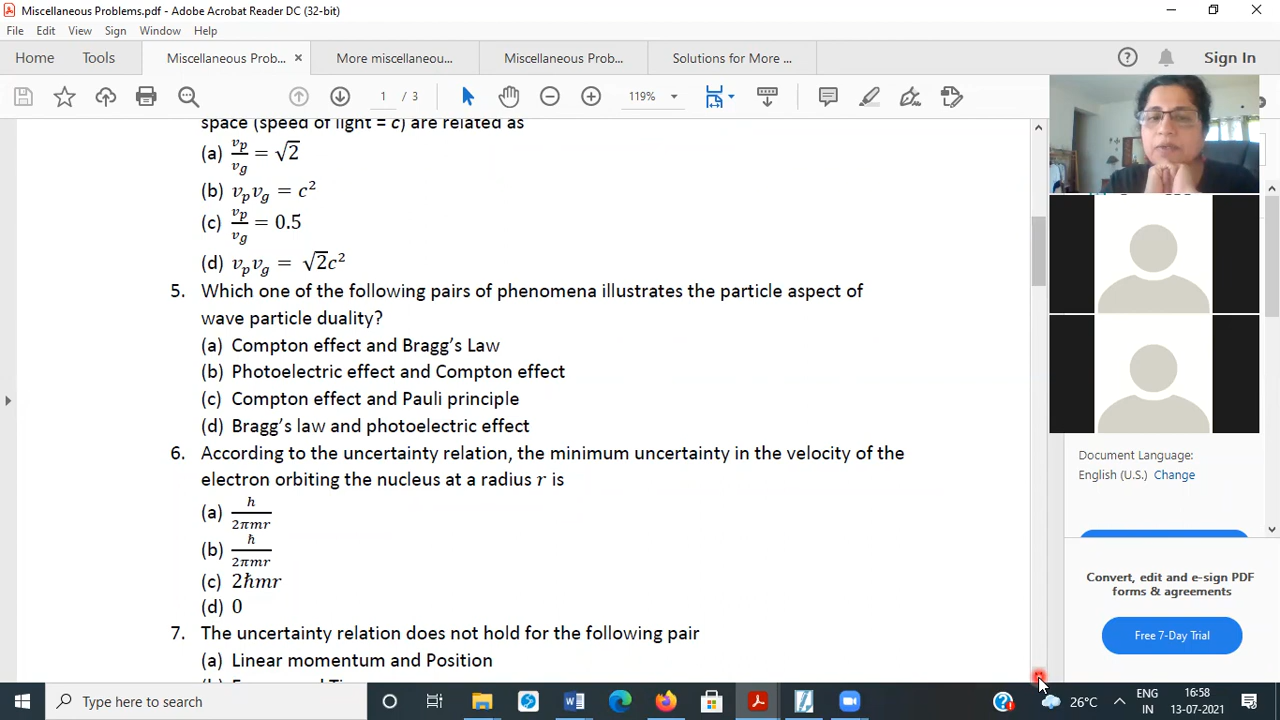 Miscellaneous Problems.pdf - Adobe Acrobat Reader DC (32-bit)
File Edit View Sign Window Help
Home Tools Miscellaneous Prob... × More miscellanou... Miscellaneous Prob... Solutions for More ... Sign In
1 / 3 119%
space (speed of light = c) are related as
(a) vₚ/v_g = √2
(b) vₚv_g = c²
(c) vₚ/v_g = 0.5
(d) vₚv_g = √2c²
5. Which one of the following pairs of phenomena illustrates the particle aspect of
wave particle duality?
(a) Compton effect and Bragg's Law
(b) Photoelectric effect and Compton effect
(c) Compton effect and Pauli principle
(d) Bragg's law and photoelectric effect
6. According to the uncertainty relation, the minimum uncertainty in the velocity of the
electron orbiting the nucleus at a radius r is
(a) h/2πmr
(b) ℏ/2πmr
(c) 2ℏmr
(d) 0
7. The uncertainty relation does not hold for the following pair
(a) Linear momentum and Position
Document Language:
English (U.S.) Change
Convert, edit and e-sign PDF
forms & agreements
Free 7-Day Trial
Type here to search
26°C
ENG
IN
16:58
13-07-2021